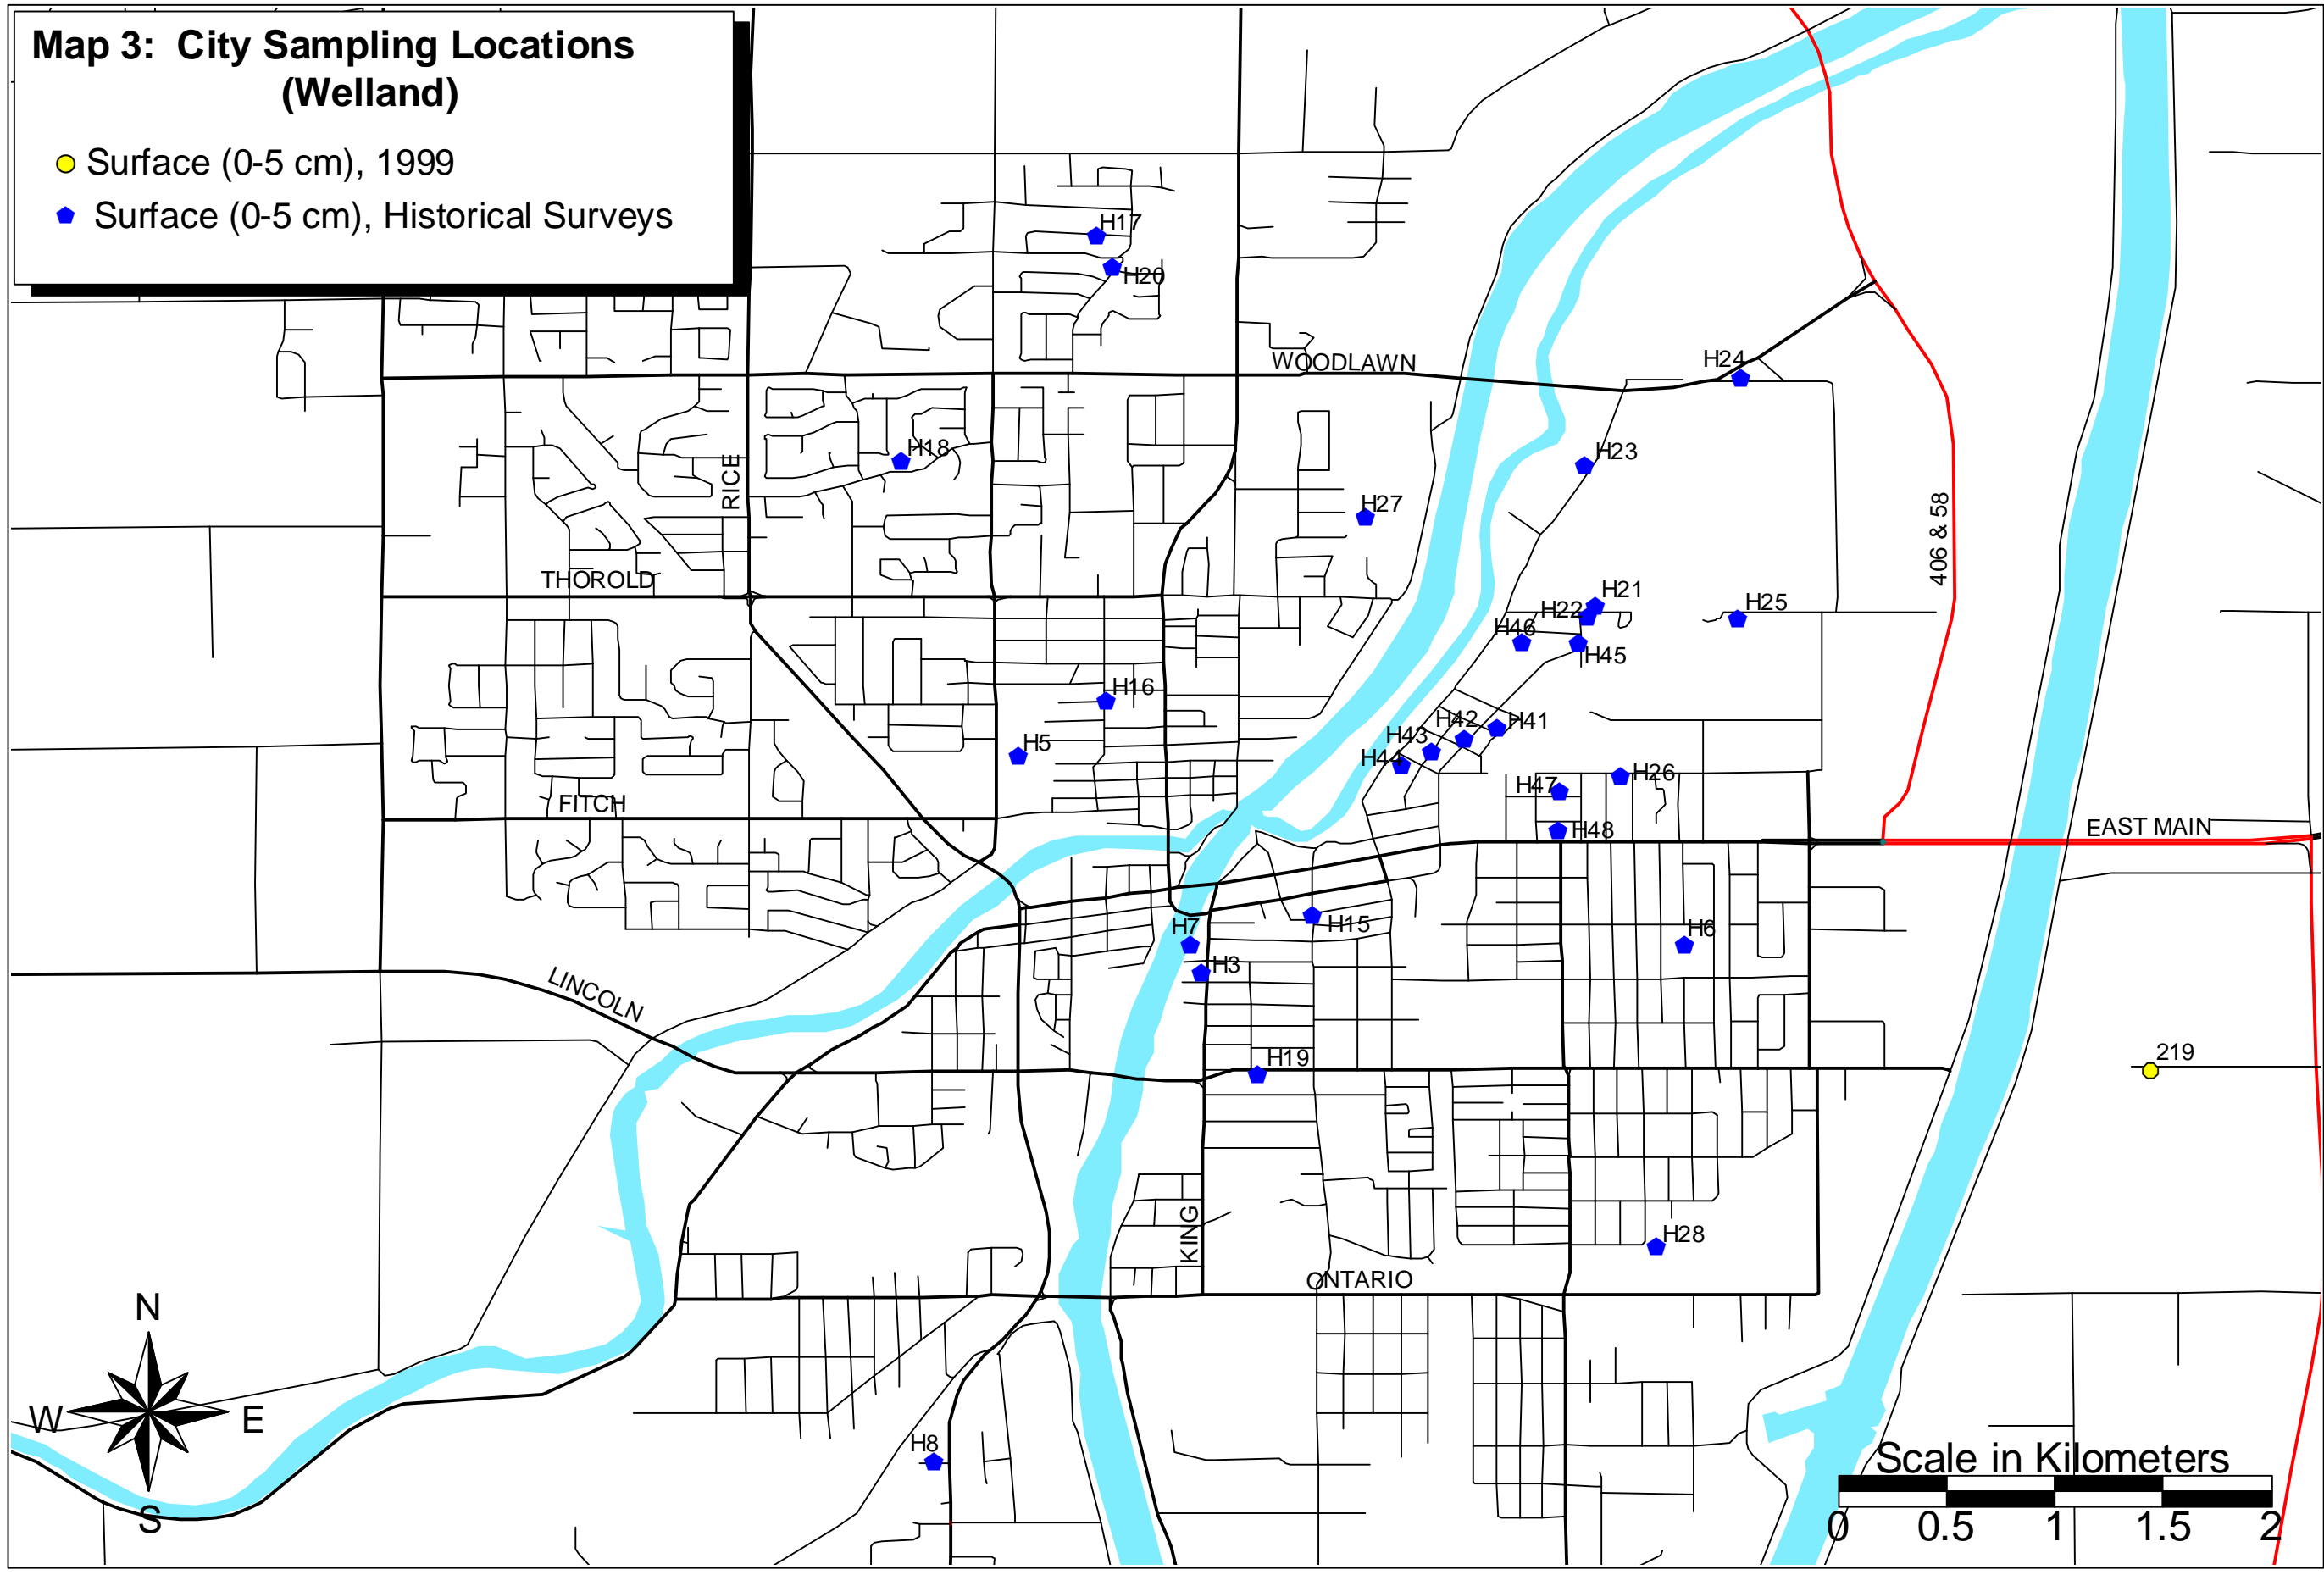 Map 3:  City Sampling Locations
(Welland)
Surface (0-5 cm), 1999
Surface (0-5 cm), Historical Surveys
H17
H20
WOODLAWN
H24
H18
RICE
H23
H27
406 & 58
THOROLD
H21
H22
H25
H46
H45
H16
H42
H41
H43
H5
H44
H26
H47
FITCH
H48
EAST MAIN
H15
H7
H6
H3
LINCOLN
H19
219
KING
H28
ONTARIO
N
W
E
S
H8
Scale in Kilometers
0 0.5 1 1.5 2